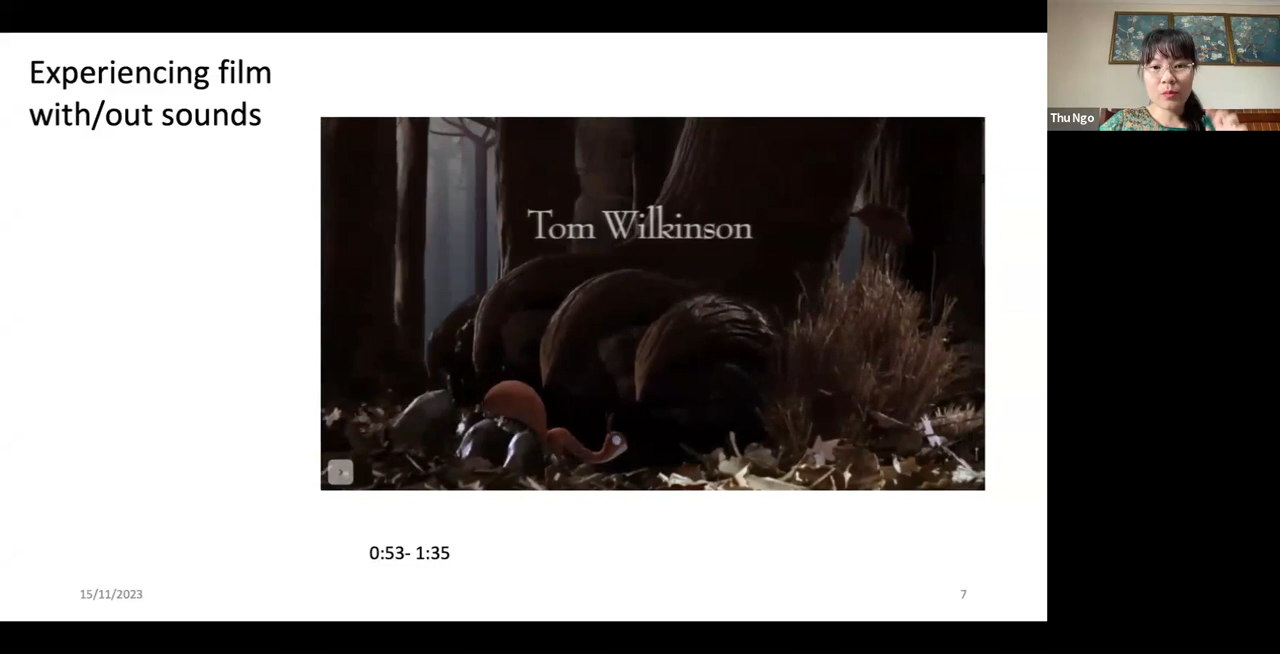 Experiencing film
with/out sounds
Tom Wilkinson
0:53- 1:35
15/11/2023
7
Thu Ngo